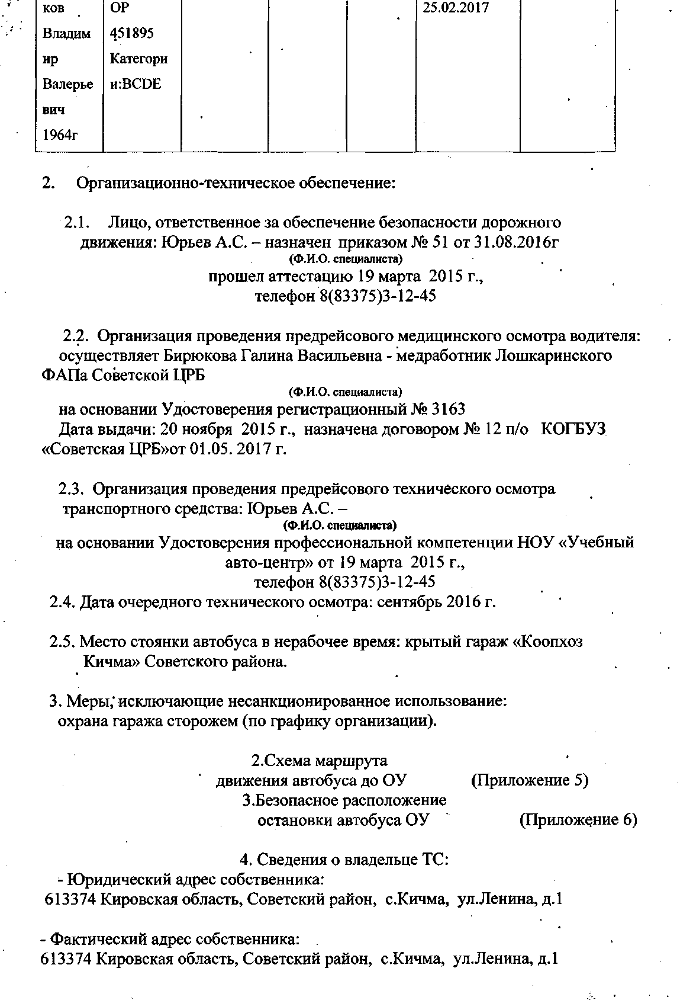 ков ОР 25.02.2017
Владим 451895
ир Категори
Валерье и:BCDE
вич
1964г
2. Организационно-техническое обеспечение:
2.1. Лицо, ответственное за обеспечение безопасности дорожного
движения: Юрьев А.С. – назначен приказом № 51 от 31.08.2016г
(Ф.И.О. специалиста)
прошел аттестацию 19 марта 2015 г.,
телефон 8(83375)3-12-45
2.2. Организация проведения предрейсового медицинского осмотра водителя:
осуществляет Бирюкова Галина Васильевна - медработник Лошкаринского
ФАПа Советской ЦРБ
(Ф.И.О. специалиста)
на основании Удостоверения регистрационный № 3163
Дата выдачи: 20 ноября 2015 г., назначена договором № 12 п/о КОГБУЗ
«Советская ЦРБ»от 01.05. 2017 г.
2.3. Организация проведения предрейсового технического осмотра
транспортного средства: Юрьев А.С. –
(Ф.И.О. специалиста)
на основании Удостоверения профессиональной компетенции НОУ «Учебный
авто-центр» от 19 марта 2015 г.,
телефон 8(83375)3-12-45
2.4. Дата очередного технического осмотра: сентябрь 2016 г.
2.5. Место стоянки автобуса в нерабочее время: крытый гараж «Коопхоз
Кичма» Советского района.
3. Меры, исключающие несанкционированное использование:
охрана гаража сторожем (по графику организации).
2.Схема маршрута
движения автобуса до ОУ (Приложение 5)
3.Безопасное расположение
остановки автобуса ОУ (Приложение 6)
4. Сведения о владельце ТС:
- Юридический адрес собственника:
613374 Кировская область, Советский район, с.Кичма, ул.Ленина, д.1
- Фактический адрес собственника:
613374 Кировская область, Советский район, с.Кичма, ул.Ленина, д.1